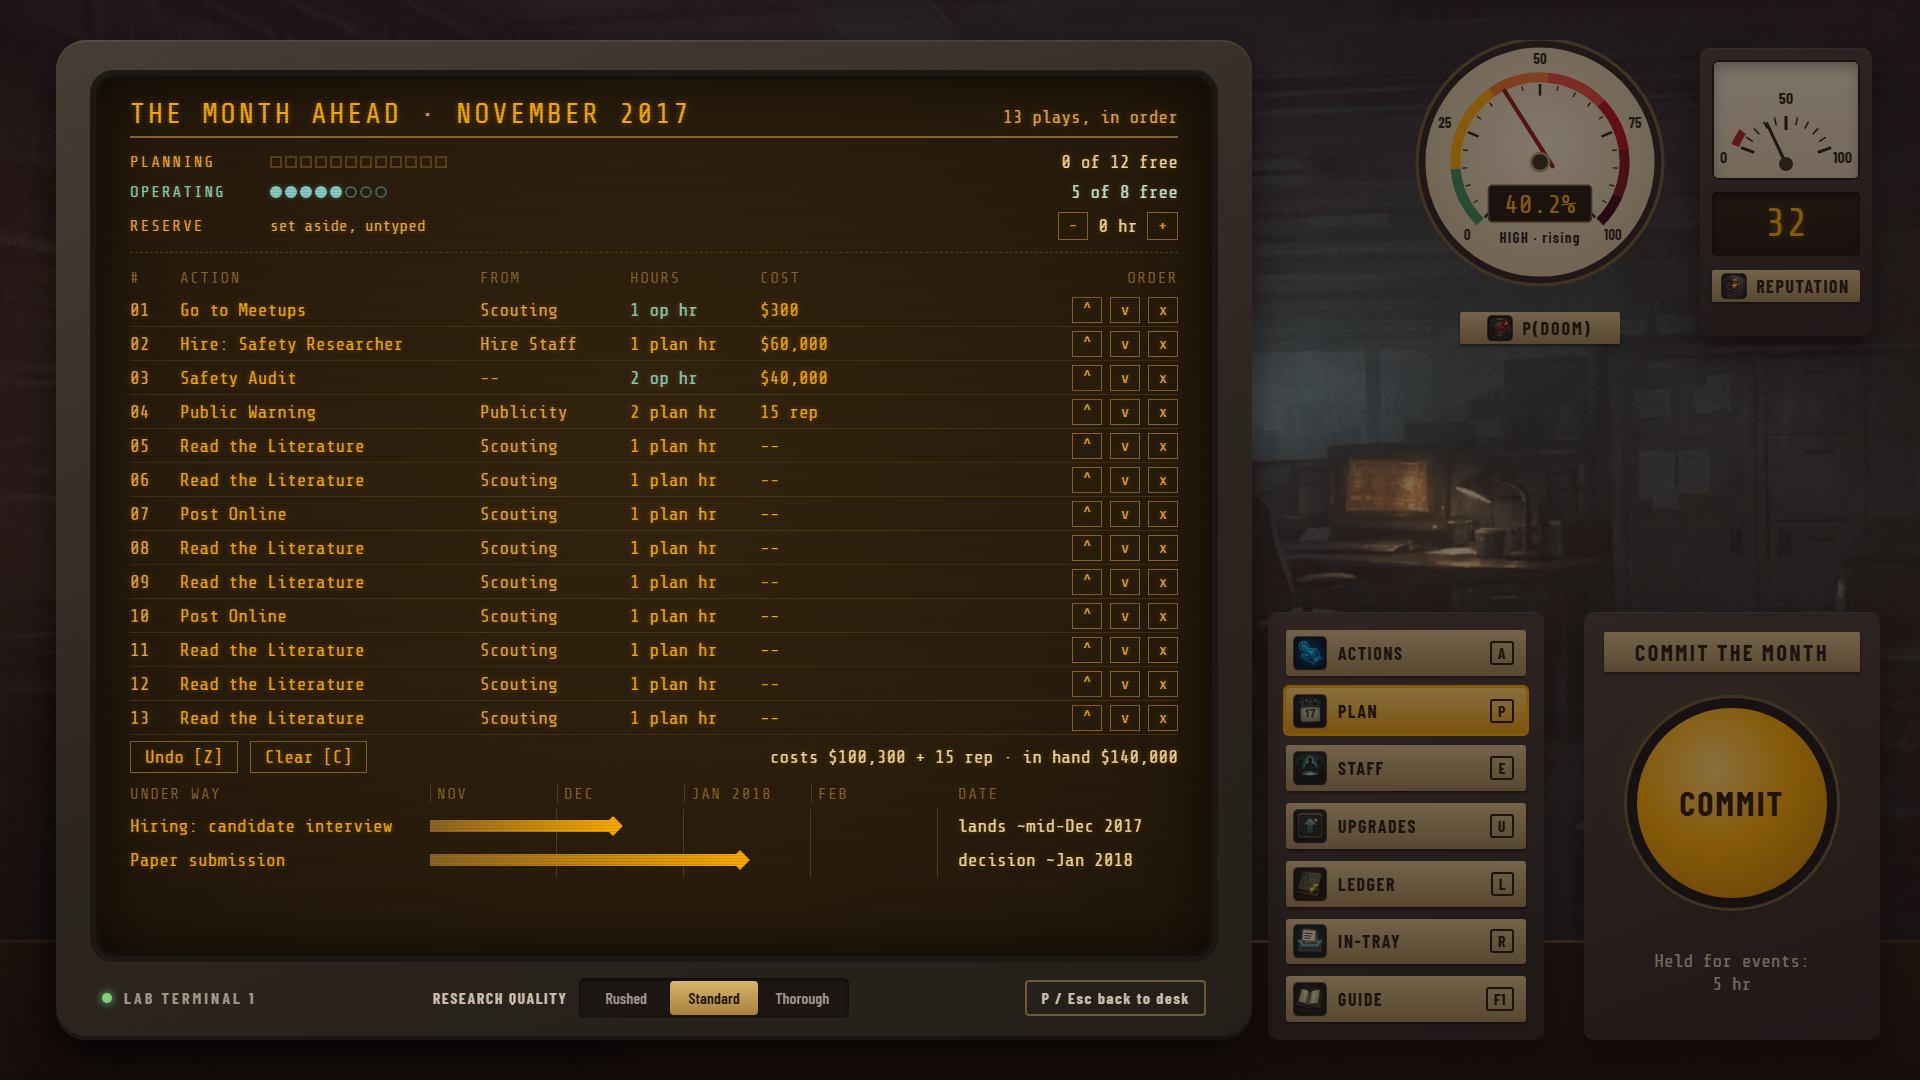 THE MONTH AHEAD · NOVEMBER 2017
13 plays, in order
PLANNING 0 of 12 free
OPERATING 5 of 8 free
RESERVE set aside, untyped - 0 hr +
# ACTION FROM HOURS COST ORDER
01 Go to Meetups Scouting 1 op hr $300 ^ v x
02 Hire: Safety Researcher Hire Staff 1 plan hr $60,000 ^ v x
03 Safety Audit -- 2 op hr $40,000 ^ v x
04 Public Warning Publicity 2 plan hr 15 rep ^ v x
05 Read the Literature Scouting 1 plan hr -- ^ v x
06 Read the Literature Scouting 1 plan hr -- ^ v x
07 Post Online Scouting 1 plan hr -- ^ v x
08 Read the Literature Scouting 1 plan hr -- ^ v x
09 Read the Literature Scouting 1 plan hr -- ^ v x
10 Post Online Scouting 1 plan hr -- ^ v x
11 Read the Literature Scouting 1 plan hr -- ^ v x
12 Read the Literature Scouting 1 plan hr -- ^ v x
13 Read the Literature Scouting 1 plan hr -- ^ v x
Undo [Z] Clear [C] costs $100,300 + 15 rep · in hand $140,000
UNDER WAY NOV DEC JAN 2018 FEB DATE
Hiring: candidate interview lands ~mid-Dec 2017
Paper submission decision ~Jan 2018
LAB TERMINAL 1 RESEARCH QUALITY Rushed Standard Thorough P / Esc back to desk
0 25 50 75 100
40.2%
HIGH · rising
P(DOOM)
0 50 100
32
REPUTATION
ACTIONS A
PLAN P
17
STAFF E
UPGRADES U
LEDGER L
IN-TRAY R
GUIDE F1
COMMIT THE MONTH
COMMIT
Held for events:
5 hr